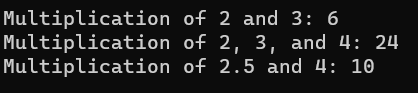 Multiplication of 2 and 3: 6
Multiplication of 2, 3, and 4: 24
Multiplication of 2.5 and 4: 10